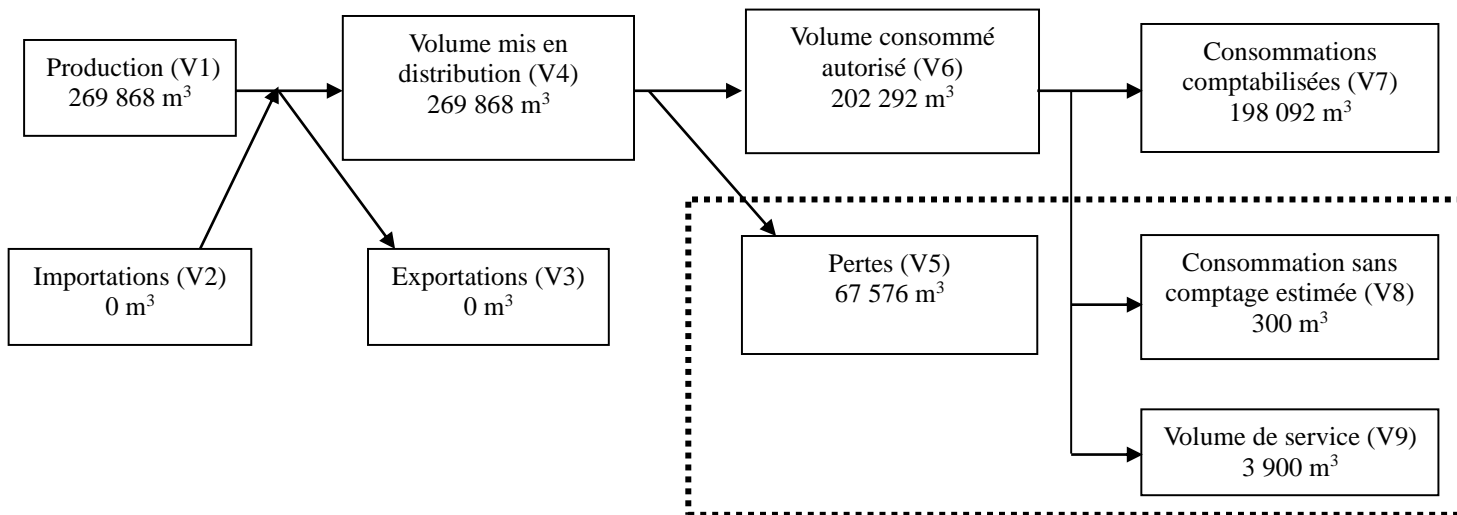 Production (V1)
269 868 m³
Volume mis en
distribution (V4)
269 868 m³
Volume consommé
autorisé (V6)
202 292 m³
Consommations
comptabilisées (V7)
198 092 m³
Importations (V2)
0 m³
Exportations (V3)
0 m³
Pertes (V5)
67 576 m³
Consommation sans
comptage estimée (V8)
300 m³
Volume de service (V9)
3 900 m³